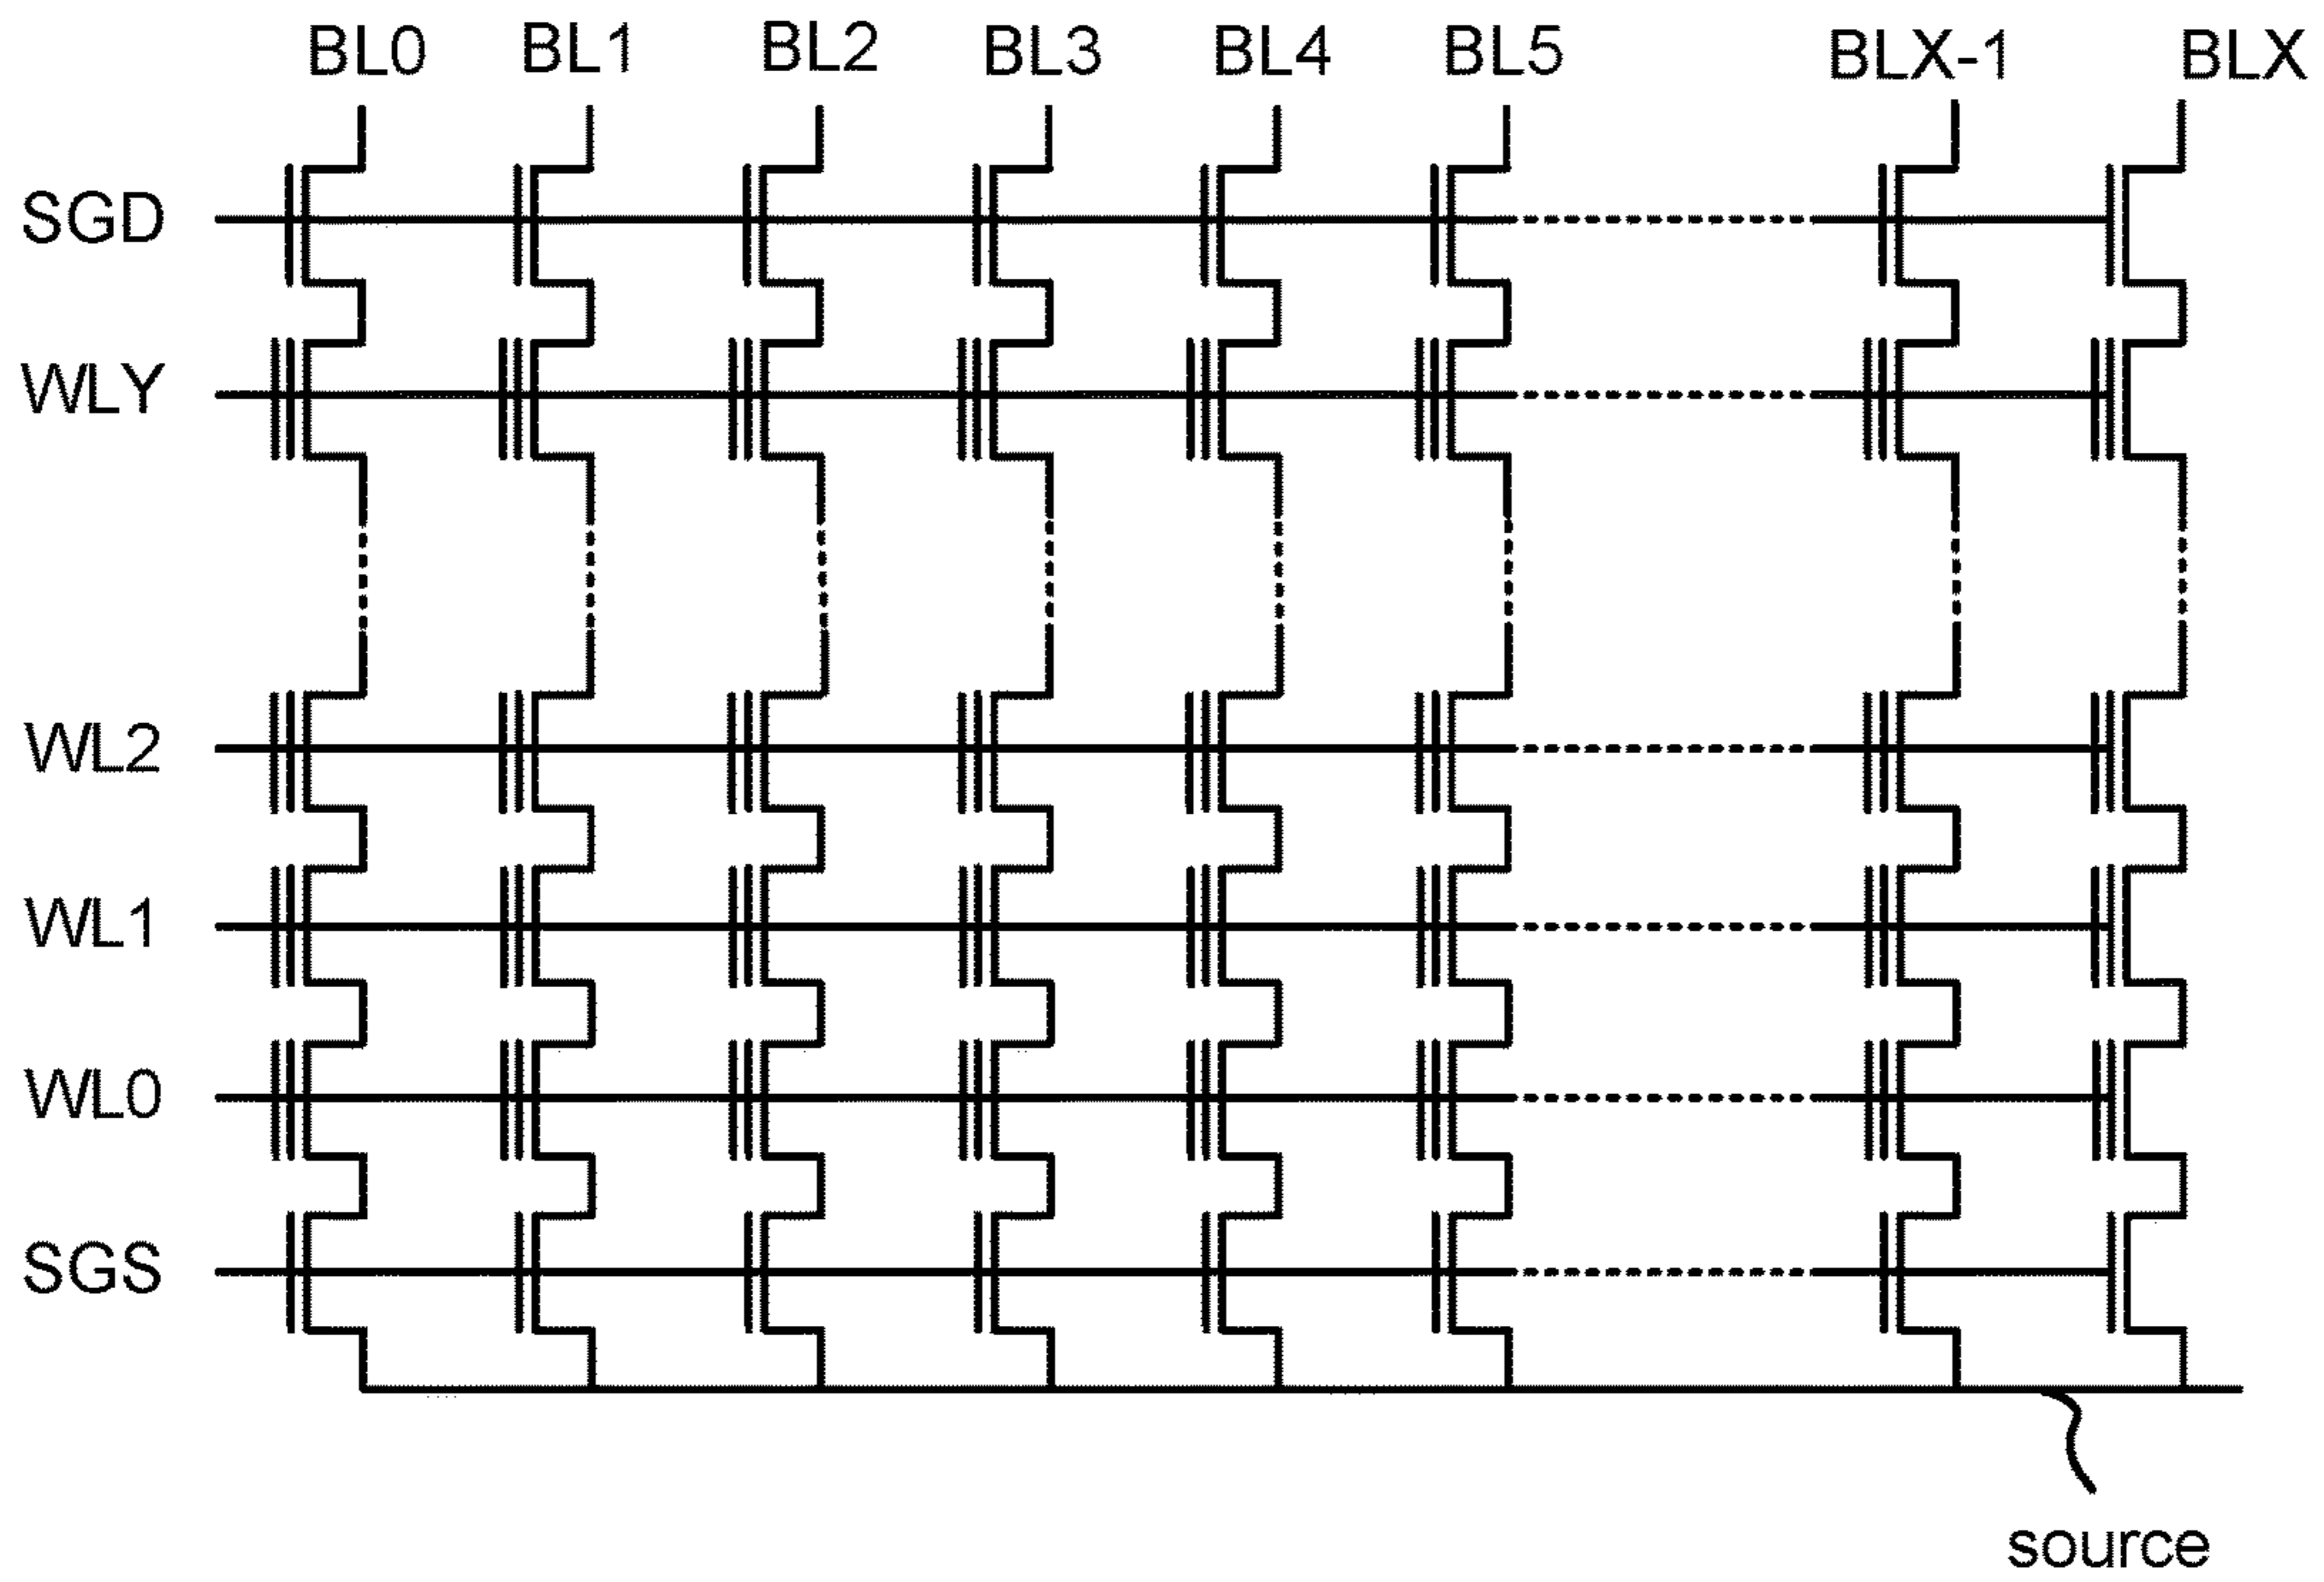 BL0 BL1 BL2 BL3 BL4 BL5 BLX-1 BLX
SGD
WLY
WL2
WL1
WL0
SGS
source